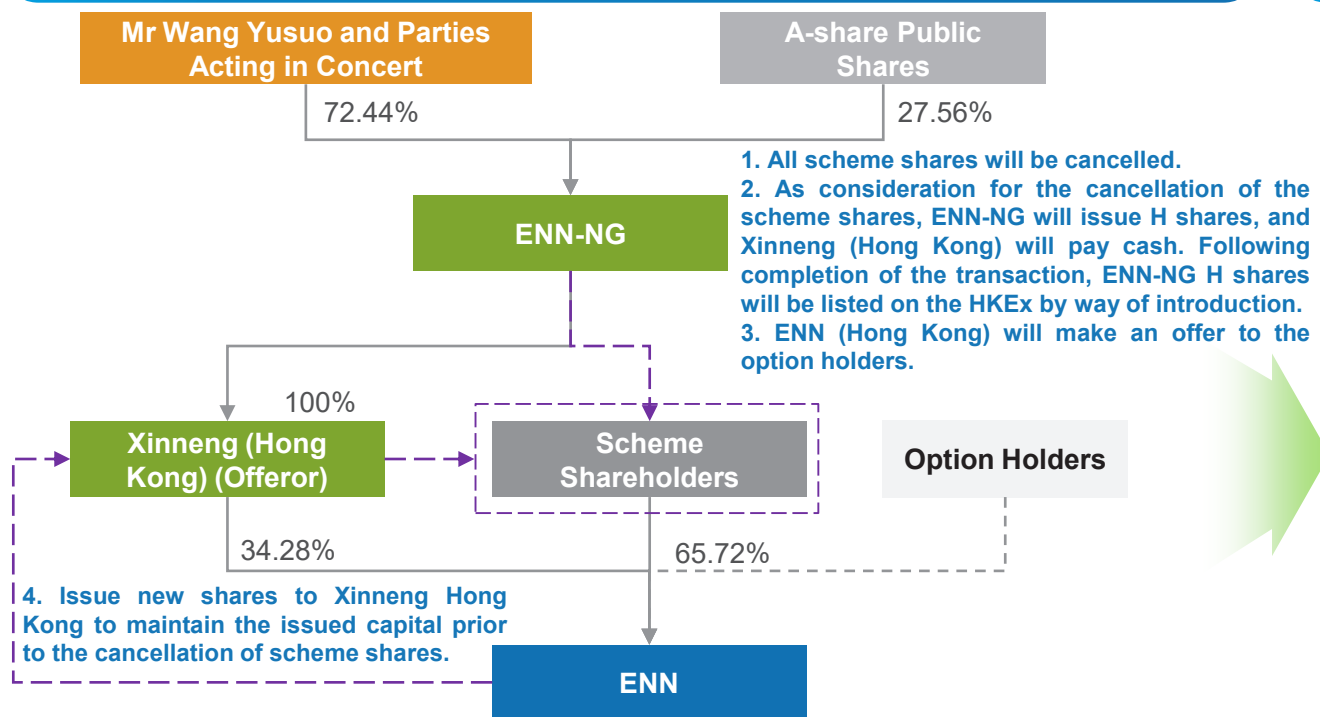 Mr Wang Yusuo and Parties
Acting in Concert
A-share Public
Shares
72.44%
27.56%
1. All scheme shares will be cancelled.
2. As consideration for the cancellation of the
scheme shares, ENN-NG will issue H shares, and
Xinneng (Hong Kong) will pay cash. Following
completion of the transaction, ENN-NG H shares
will be listed on the HKEx by way of introduction.
3. ENN (Hong Kong) will make an offer to the
option holders.
ENN-NG
100%
Xinneng (Hong
Kong) (Offeror)
Scheme
Shareholders
Option Holders
34.28%
65.72%
4. Issue new shares to Xinneng Hong
Kong to maintain the issued capital prior
to the cancellation of scheme shares.
ENN